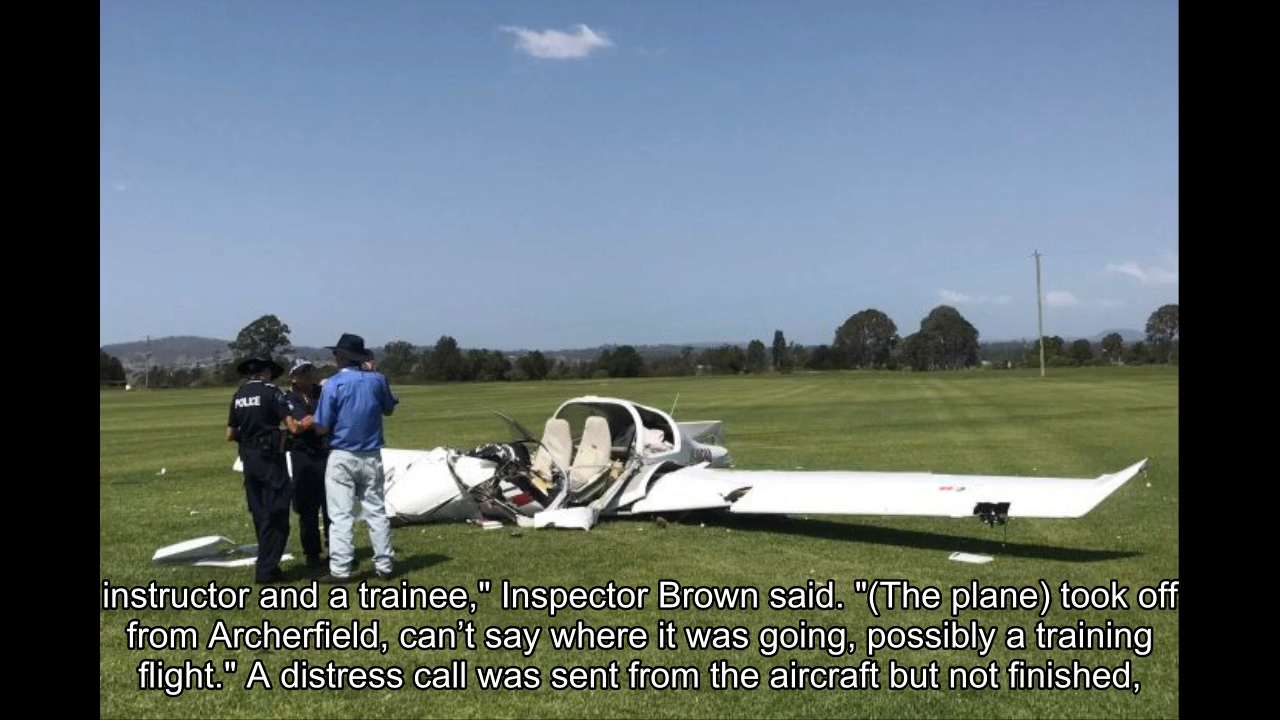 POLICE
instructor and a trainee," Inspector Brown said. "(The plane) took off
from Archerfield, can’t say where it was going, possibly a training
flight." A distress call was sent from the aircraft but not finished,